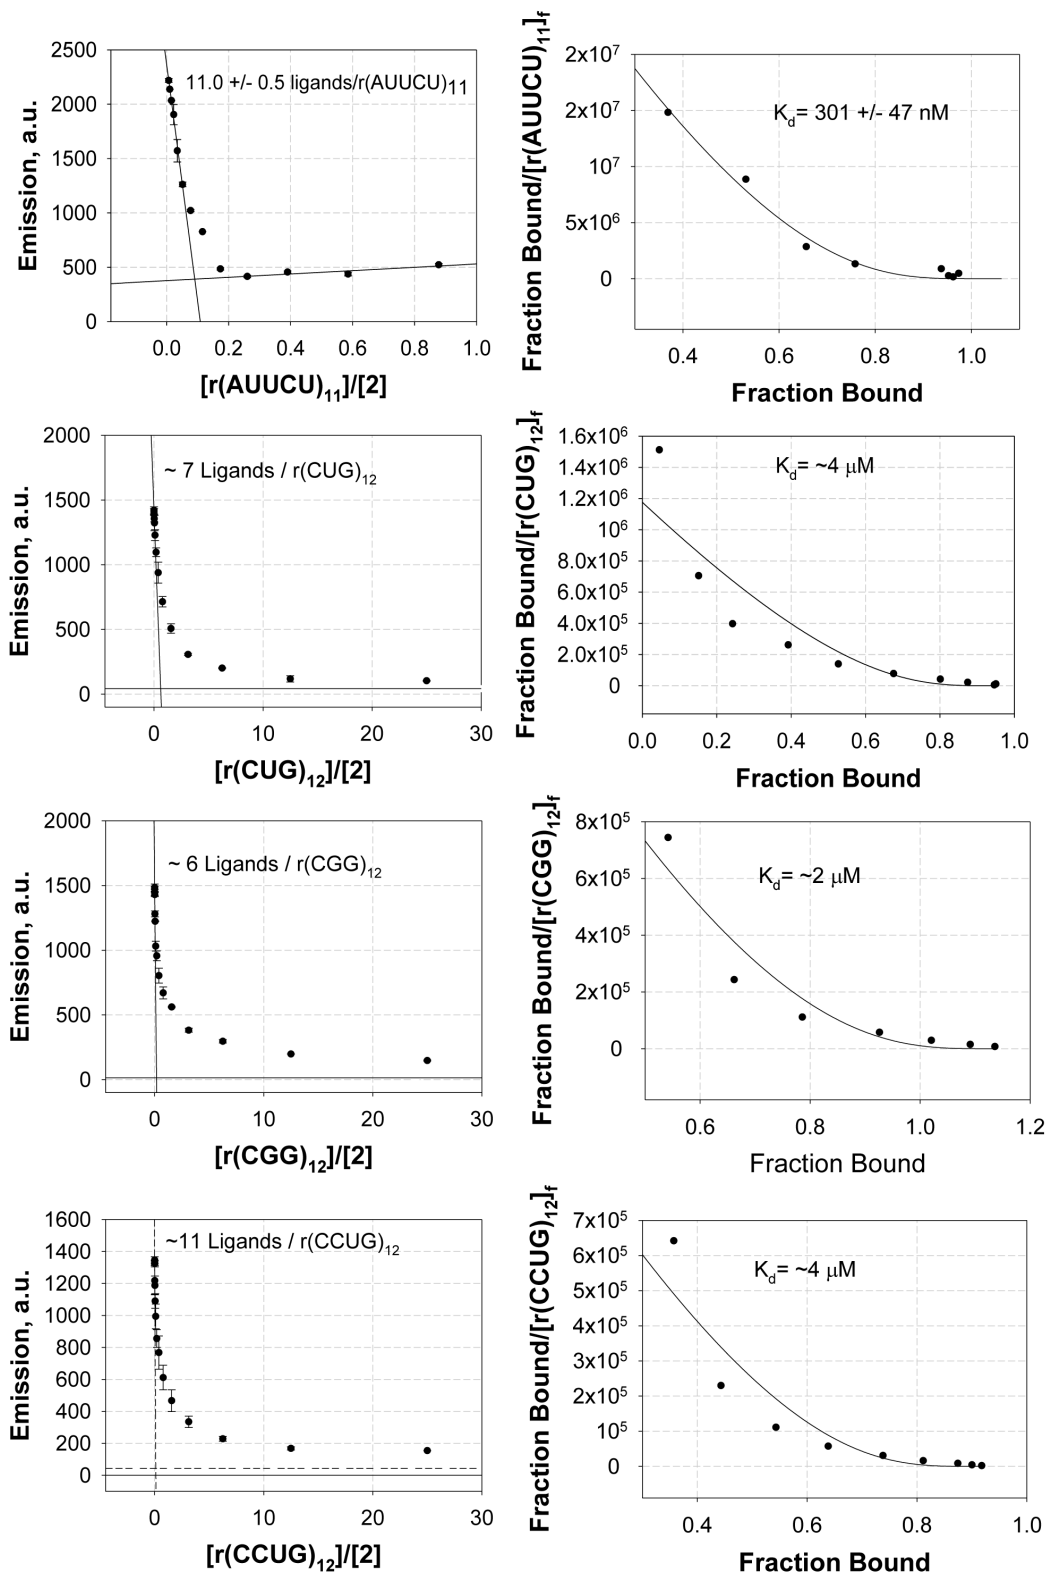 Emission, a.u.
2500
2000
1500
1000
500
0
11.0 +/- 0.5 ligands/r(AUUCU)11
0.0 0.2 0.4 0.6 0.8 1.0
[r(AUUCU)11]/[2]
Fraction Bound/[r(AUUCU)11]f
2x10^7
2x10^7
10^7
5x10^6
0
Kd= 301 +/- 47 nM
0.4 0.6 0.8 1.0
Fraction Bound
Emission, a.u.
2000
1500
1000
500
0
~ 7 Ligands / r(CUG)12
0 10 20 30
[r(CUG)12]/[2]
Fraction Bound/[r(CUG)12]f
1.6x10^6
1.4x10^6
1.2x10^6
10^6
8.0x10^5
6.0x10^5
4.0x10^5
2.0x10^5
0
Kd= ~4 μM
0.0 0.2 0.4 0.6 0.8 1.0
Fraction Bound
Emission, a.u.
2000
1500
1000
500
0
~ 6 Ligands / r(CGG)12
0 10 20 30
[r(CGG)12]/[2]
Fraction Bound/[r(CGG)12]f
8x10^5
6x10^5
4x10^5
2x10^5
0
Kd= ~2 μM
0.6 0.8 1.0 1.2
Fraction Bound
Emission, a.u.
1600
1400
1200
1000
800
600
400
200
0
~11 Ligands / r(CCUG)12
0 10 20 30
[r(CCUG)12]/[2]
Fraction Bound/[r(CCUG)12]f
7x10^5
6x10^5
5x10^5
4x10^5
3x10^5
2x10^5
10^5
0
Kd= ~4 μM
0.4 0.6 0.8 1.0
Fraction Bound